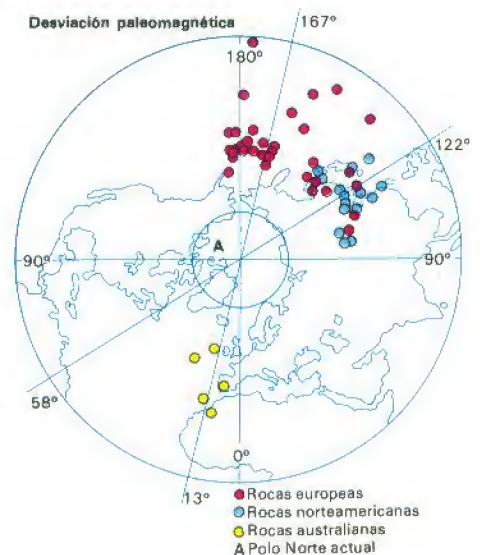 Desviación paleomagnética
167°
180°
122°
A
90°
90°
58°
0°
13°
Rocas europeas
Rocas norteamericanas
Rocas australianas
A Polo Norte actual